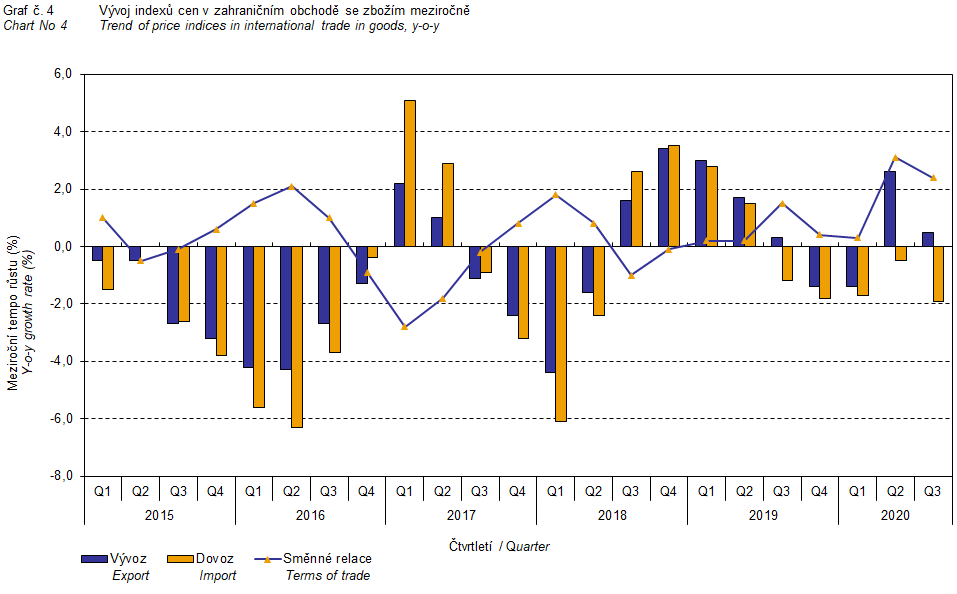 Graf č. 4 Vývoj indexů cen v zahraničním obchodě se zbožím meziročně
Chart No 4 Trend of price indices in international trade in goods, y-o-y
Meziroční tempo růstu (%)
Y-o-y growth rate (%)
6,0
4,0
2,0
0,0
-2,0
-4,0
-6,0
-8,0
Q1 Q2 Q3 Q4 Q1 Q2 Q3 Q4 Q1 Q2 Q3 Q4 Q1 Q2 Q3 Q4 Q1 Q2 Q3 Q4 Q1 Q2 Q3
2015 2016 2017 2018 2019 2020
Čtvrtletí / Quarter
Vývoz Dovoz Směnné relace
Export Import Terms of trade